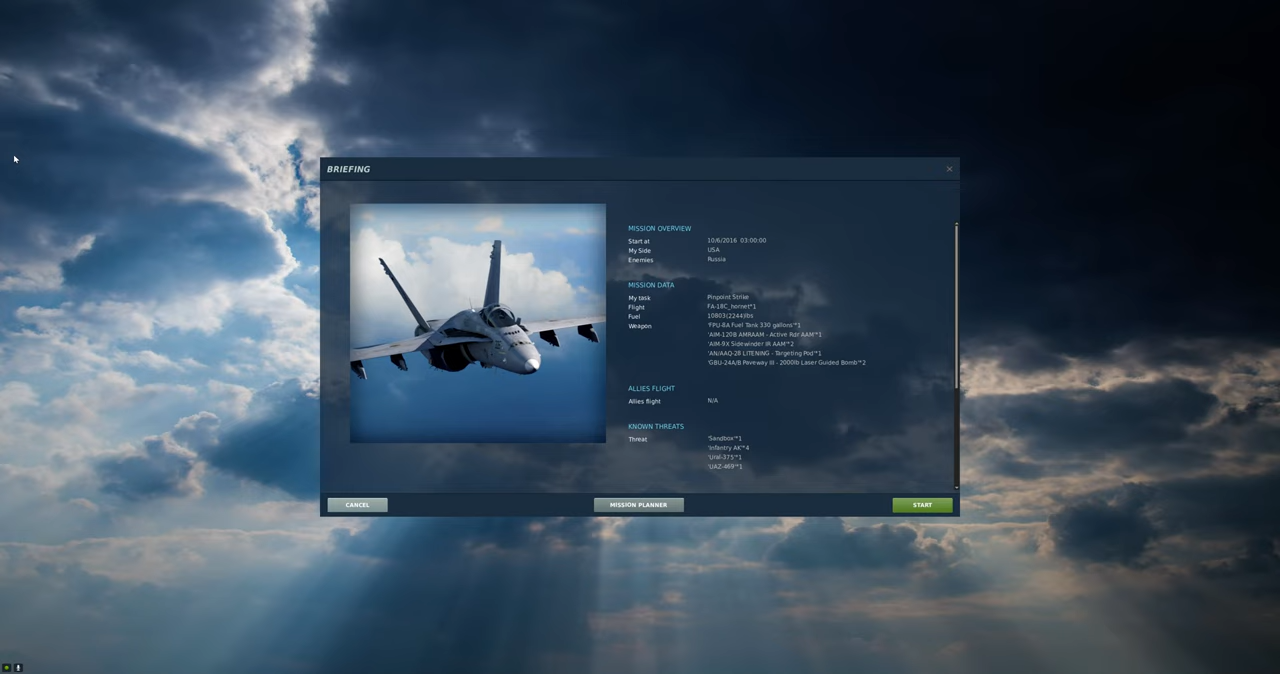 BRIEFING
MISSION OVERVIEW
Start at 10/6/2016 03:00:00
My Side USA
Enemies Russia
MISSION DATA
My task Pinpoint Strike
Flight FA-18C_hornet*1
Fuel 10803(2244)lbs
Weapon 'FPU-8A Fuel Tank 330 gallons'*1
'AIM-120B AMRAAM - Active Rdr AAM'*1
'AIM-9X Sidewinder IR AAM'*2
'AN/AAQ-28 LITENING - Targeting Pod'*1
'GBU-24A/B Paveway III - 2000lb Laser Guided Bomb'*2
ALLIES FLIGHT
Allies flight N/A
KNOWN THREATS
Threat 'Sandbox'*1
'Infantry AK'*4
'Ural-375'*1
'UAZ-469'*1
CANCEL
MISSION PLANNER
START